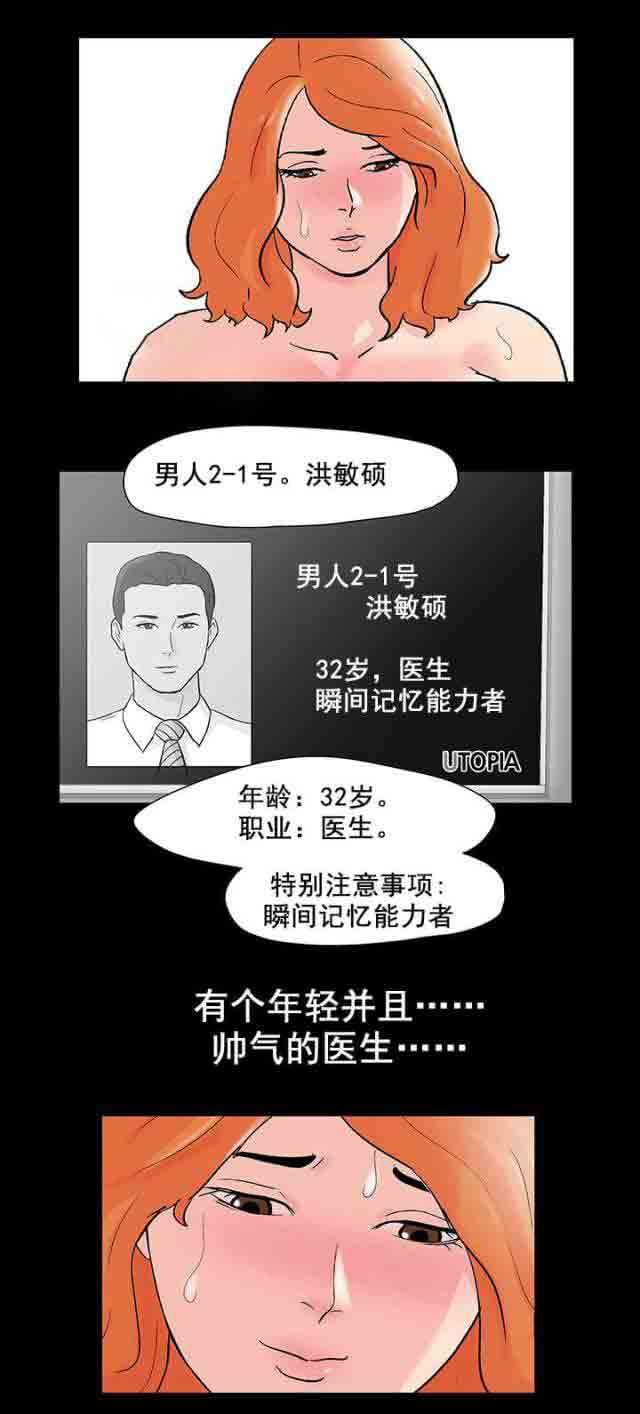 男人2-1号。洪敏硕
男人2-1号
洪敏硕
32岁，医生
瞬间记忆能力者
UTOPIA
年龄：32岁。
职业：医生。
特别注意事项:
瞬间记忆能力者
有个年轻并且……
帅气的医生……